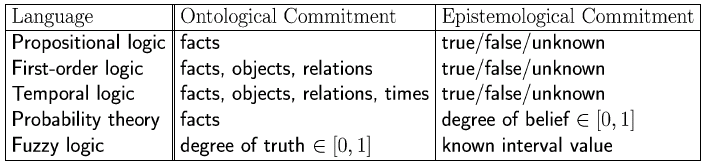 Language Ontological Commitment Epistemological Commitment
Propositional logic facts true/false/unknown
First-order logic facts, objects, relations true/false/unknown
Temporal logic facts, objects, relations, times true/false/unknown
Probability theory facts degree of belief ∈ [0, 1]
Fuzzy logic degree of truth ∈ [0, 1] known interval value